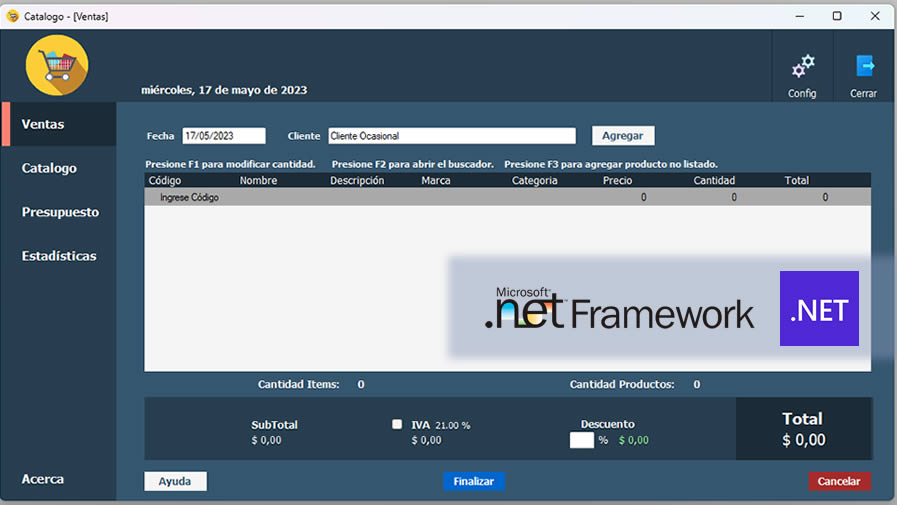 Catalogo - [Ventas]
miércoles, 17 de mayo de 2023
Config
Cerrar
Ventas
Catalogo
Presupuesto
Estadísticas
Acerca
Fecha 17/05/2023 Cliente Cliente Ocasional Agregar
Presione F1 para modificar cantidad. Presione F2 para abrir el buscador. Presione F3 para agregar producto no listado.
Código Nombre Descripción Marca Categoria Precio Cantidad Total
Ingrese Código 0 0 0
Microsoft®
.net™ Framework
.NET
Cantidad Items: 0 Cantidad Productos: 0
SubTotal IVA 21.00 % Descuento Total
$ 0,00 $ 0,00 % $ 0,00 $ 0,00
Ayuda Finalizar Cancelar